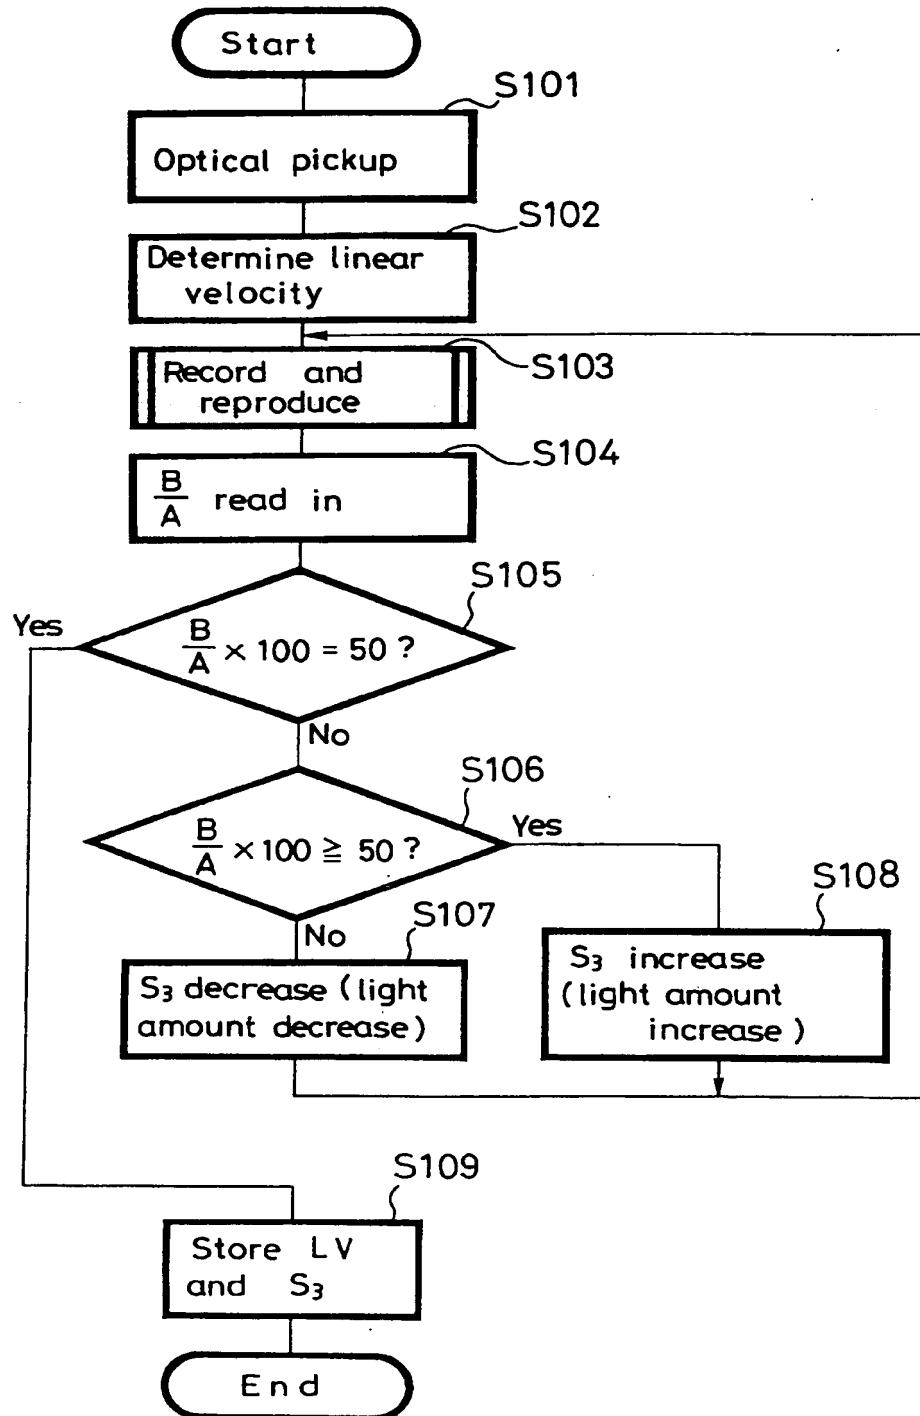 Start
S101
Optical pickup
S102
Determine linear
velocity
S103
Record and
reproduce
S104
B/A read in
S105
Yes
B/A × 100 = 50 ?
No
S106
Yes
B/A × 100 ≧ 50 ?
S108
S107
No
S₃ increase
(light amount
increase)
S₃ decrease (light
amount decrease)
S109
Store LV
and S₃
End